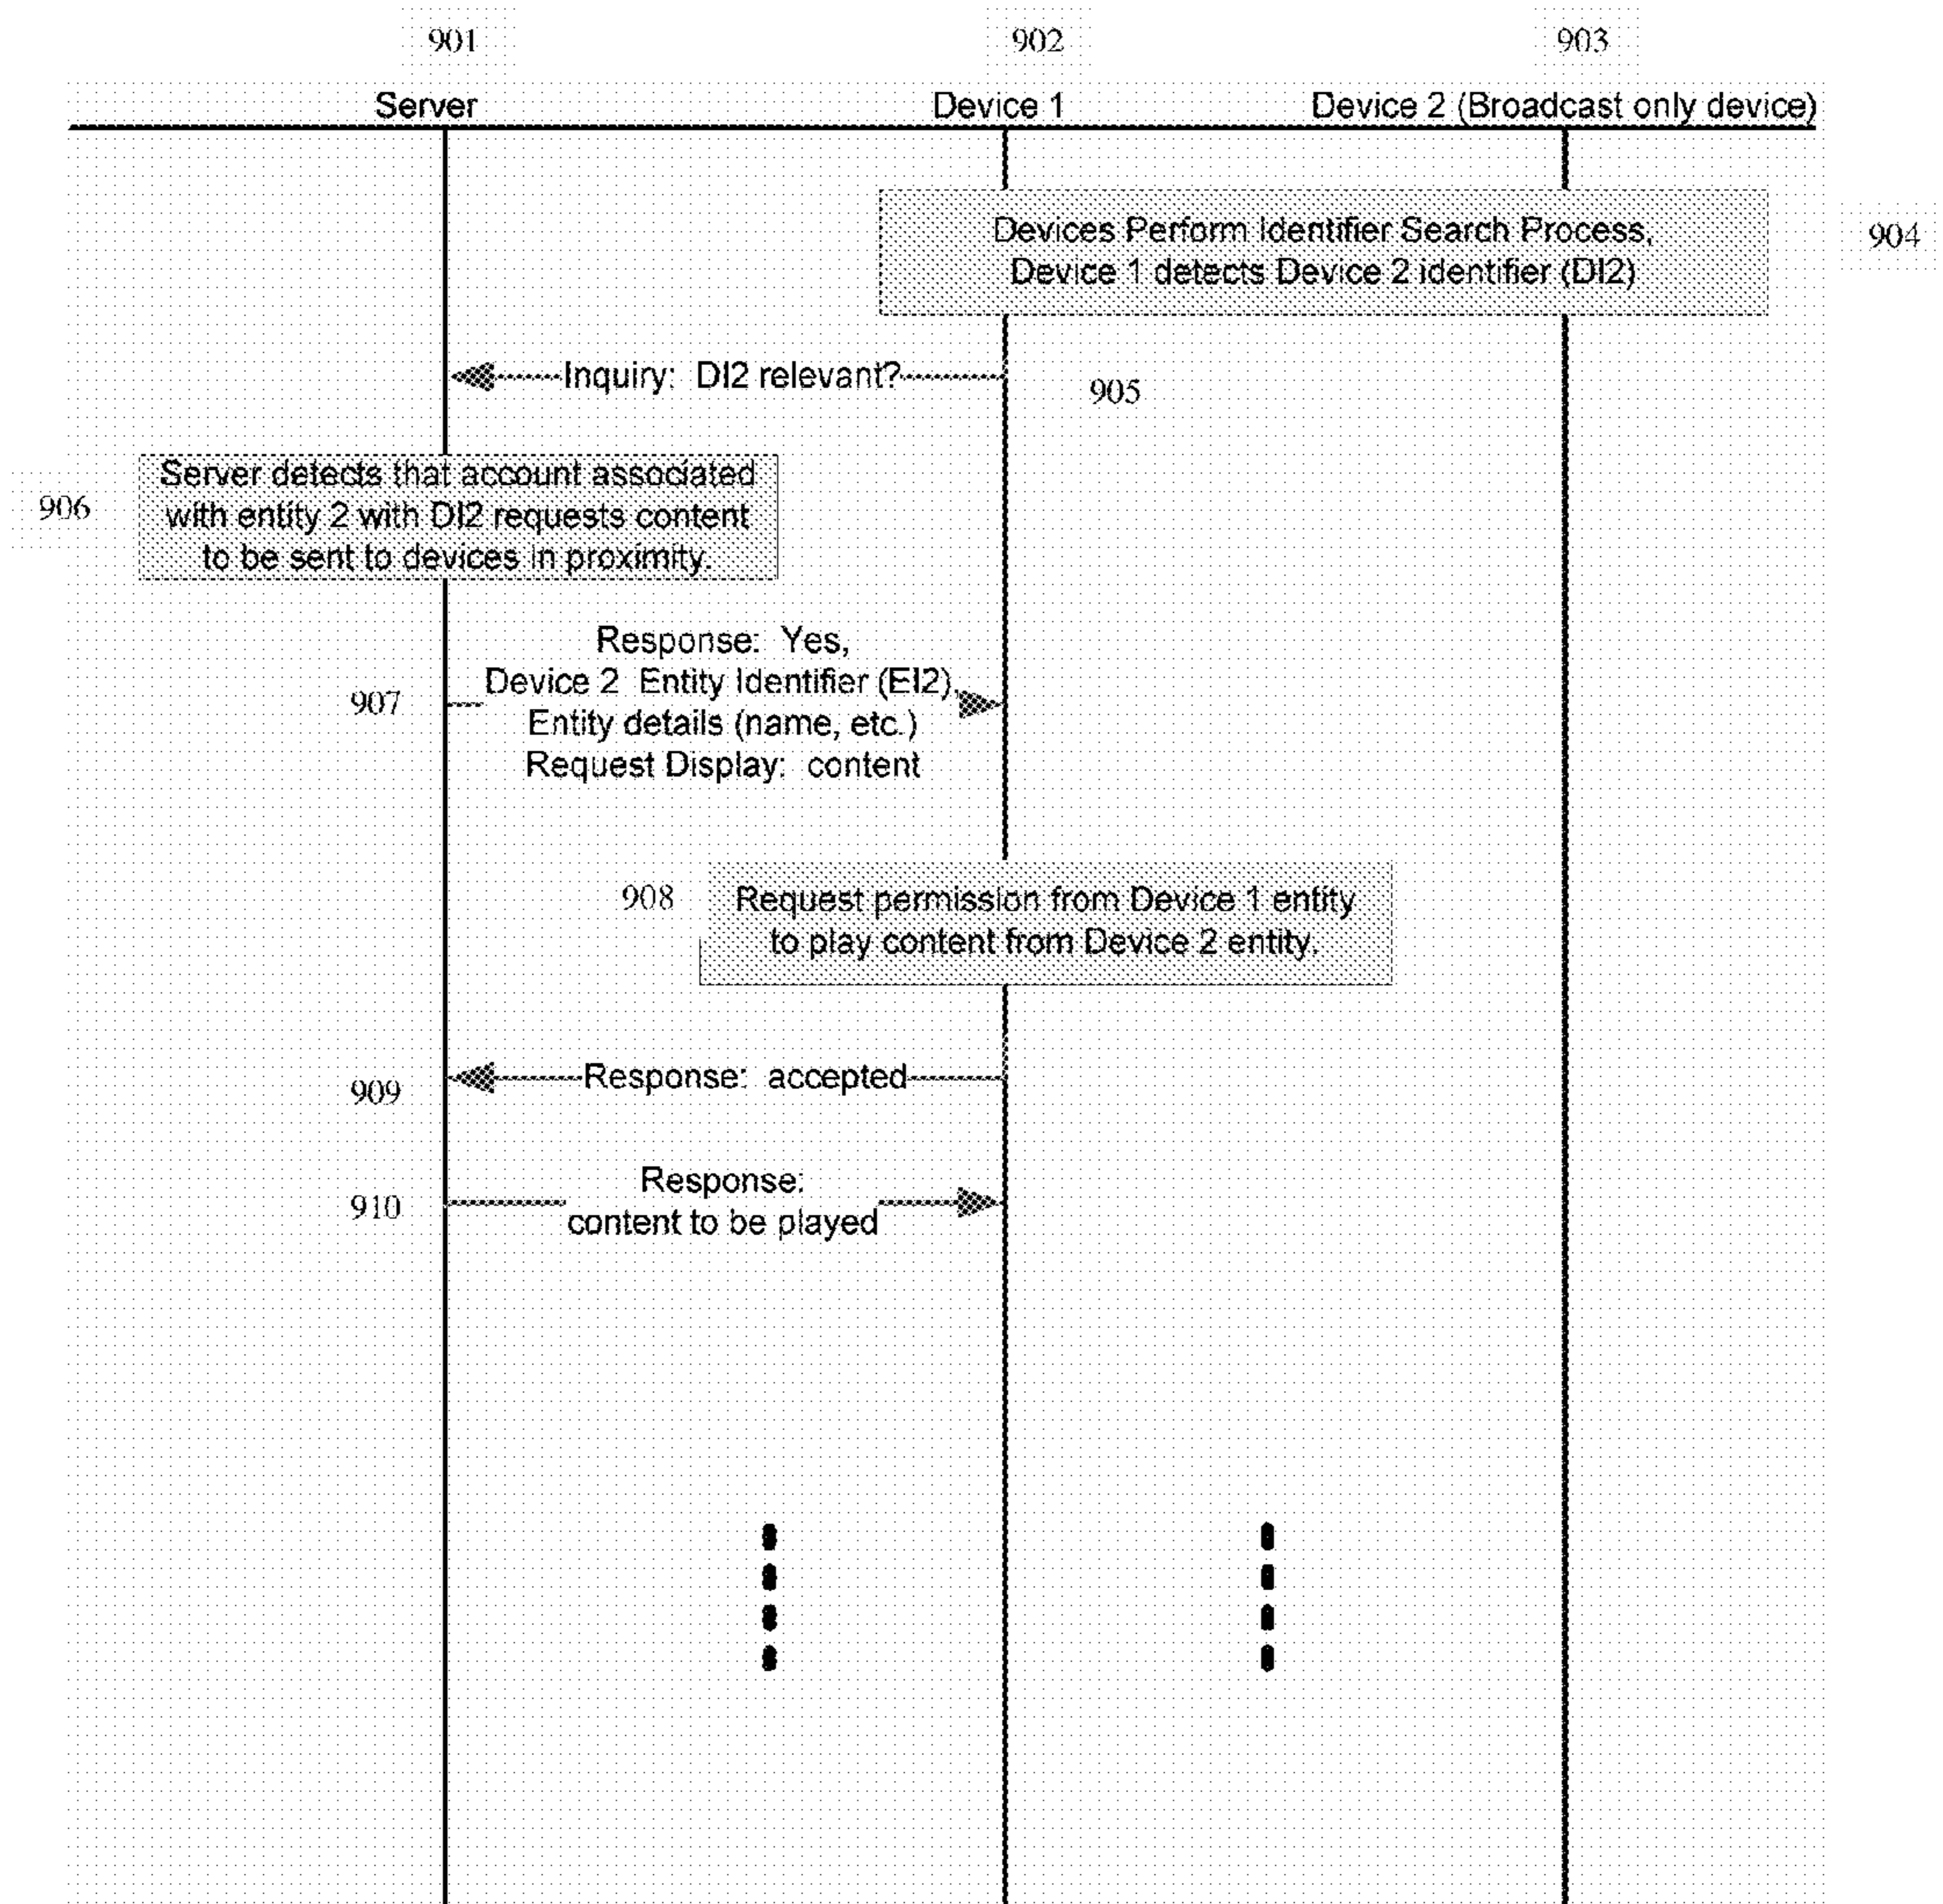 901
902
903
Server
Device 1
Device 2 (Broadcast only device)
Devices Perform Identifier Search Process,
Device 1 detects Device 2 identifier (DI2)
904
Inquiry: DI2 relevant?
905
906
Server detects that account associated
with entity 2 with DI2 requests content
to be sent to devices in proximity.
Response: Yes,
Device 2 Entity Identifier (EI2),
Entity details (name, etc.)
Request Display: content
907
908
Request permission from Device 1 entity
to play content from Device 2 entity.
Response: accepted
909
Response:
content to be played
910